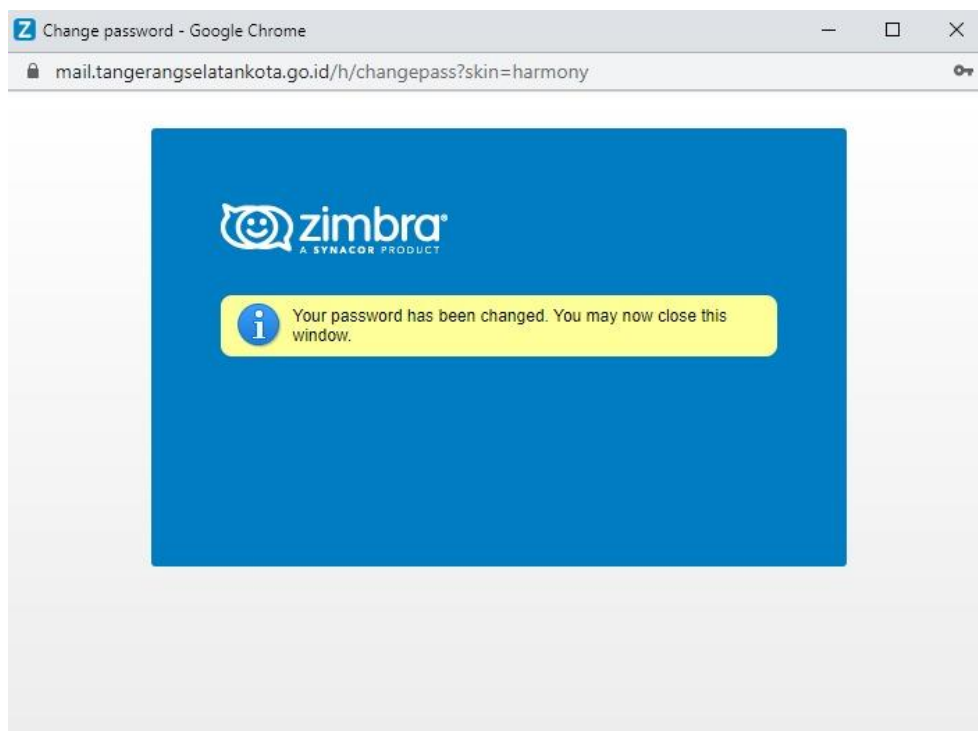 Change password - Google Chrome
mail.tangerangselatankota.go.id/h/changepass?skin=harmony
zimbra®
A SYNACOR PRODUCT
Your password has been changed. You may now close this
window.